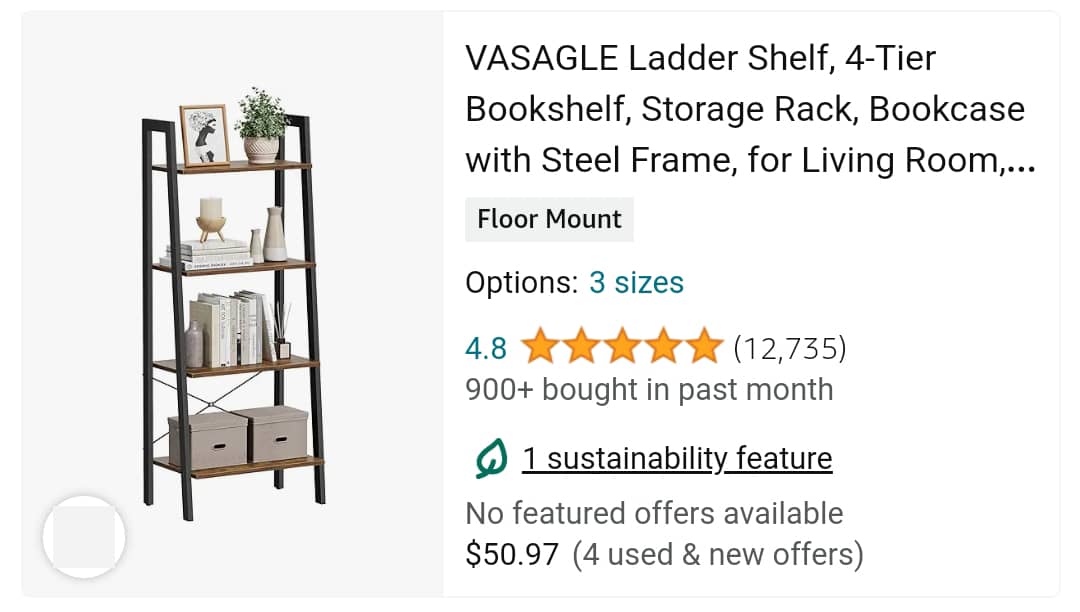 VASAGLE Ladder Shelf, 4-Tier
Bookshelf, Storage Rack, Bookcase
with Steel Frame, for Living Room,...
Floor Mount
Options: 3 sizes
4.8 (12,735)
900+ bought in past month
1 sustainability feature
No featured offers available
$50.97 (4 used & new offers)